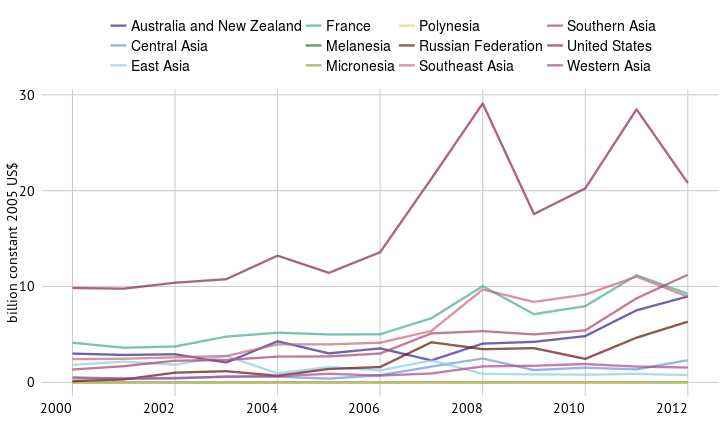 Australia and New Zealand France Polynesia Southern Asia
Central Asia Melanesia Russian Federation United States
East Asia Micronesia Southeast Asia Western Asia
billion constant 2005 US$
30
20
10
0
2000 2002 2004 2006 2008 2010 2012